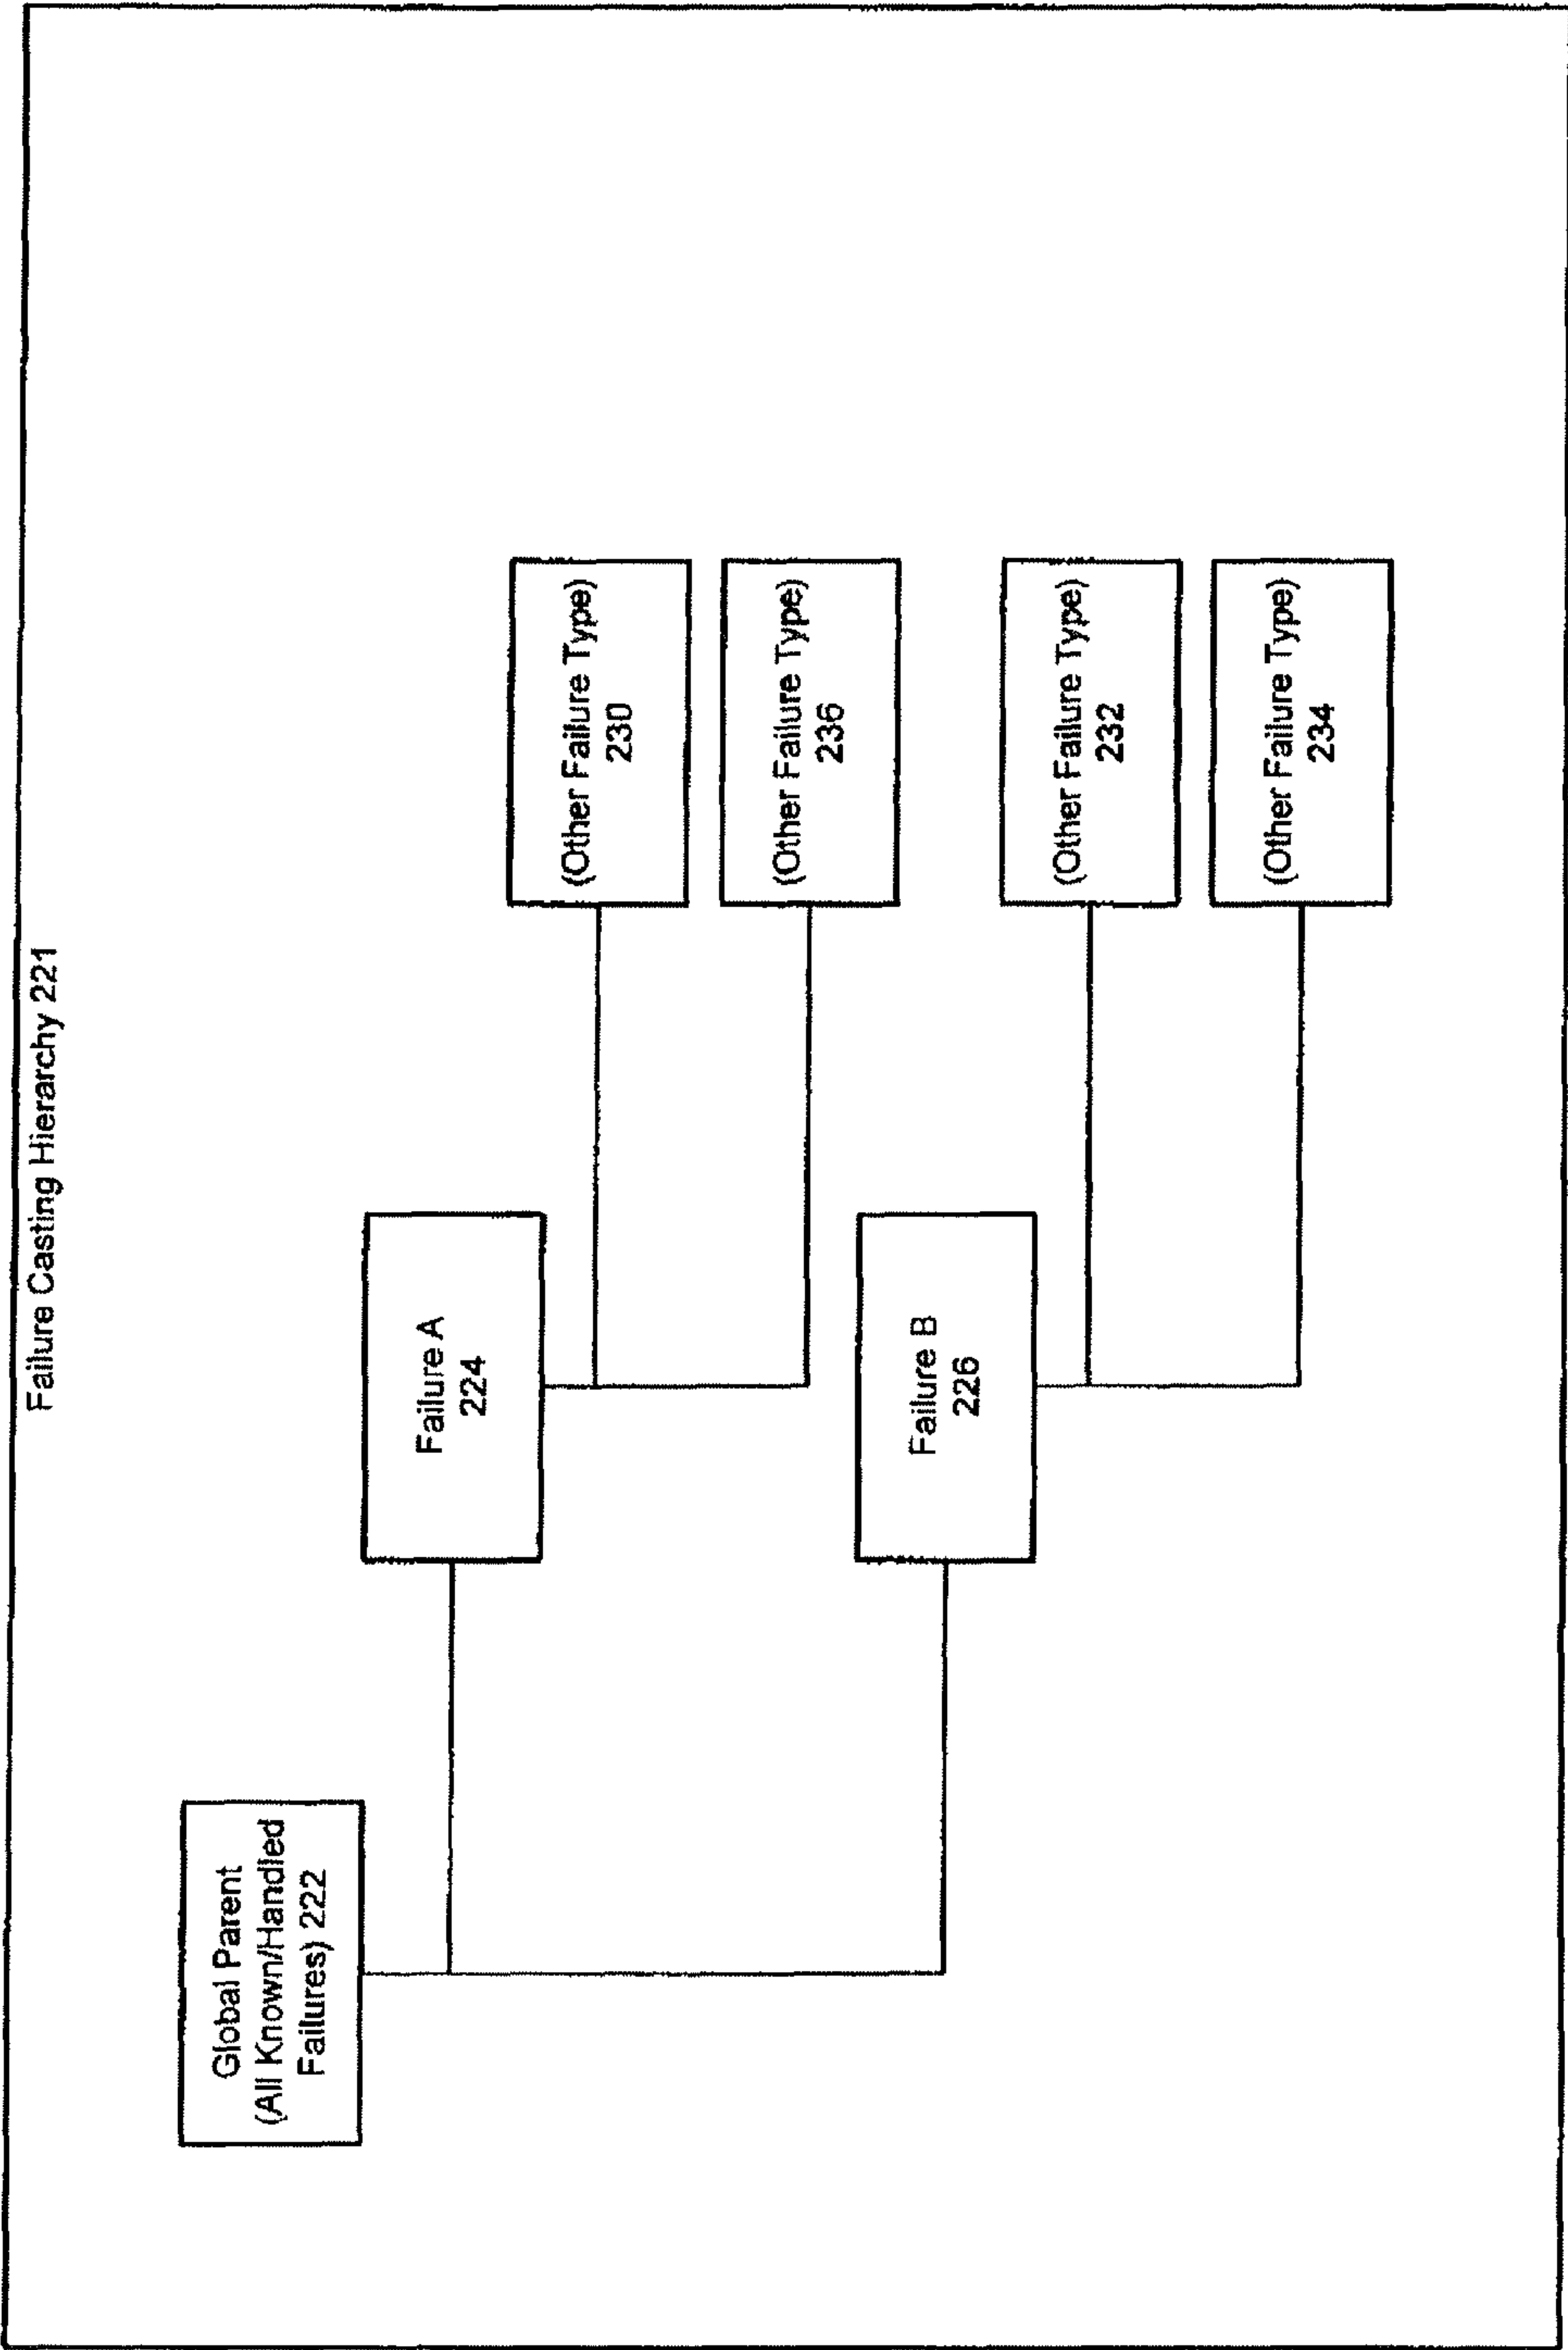 Failure Casting Hierarchy 221
Global Parent
(All Known/Handled
Failures) 222
Failure A
224
(Other Failure Type)
230
(Other Failure Type)
236
Failure B
226
(Other Failure Type)
232
(Other Failure Type)
234